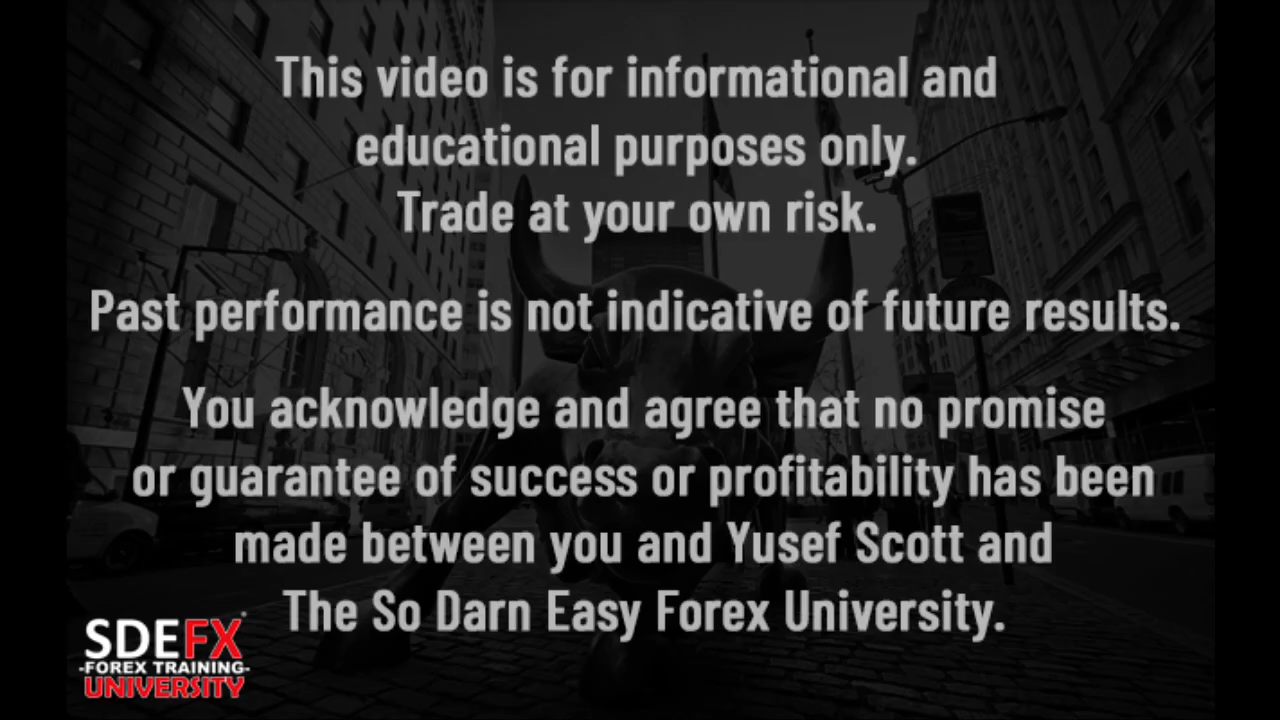 This video is for informational and
educational purposes only.
Trade at your own risk.
Past performance is not indicative of future results.
You acknowledge and agree that no promise
or guarantee of success or profitability has been
made between you and Yusef Scott and
The So Darn Easy Forex University.
SDEFX
-FOREX TRAINING-
UNIVERSITY